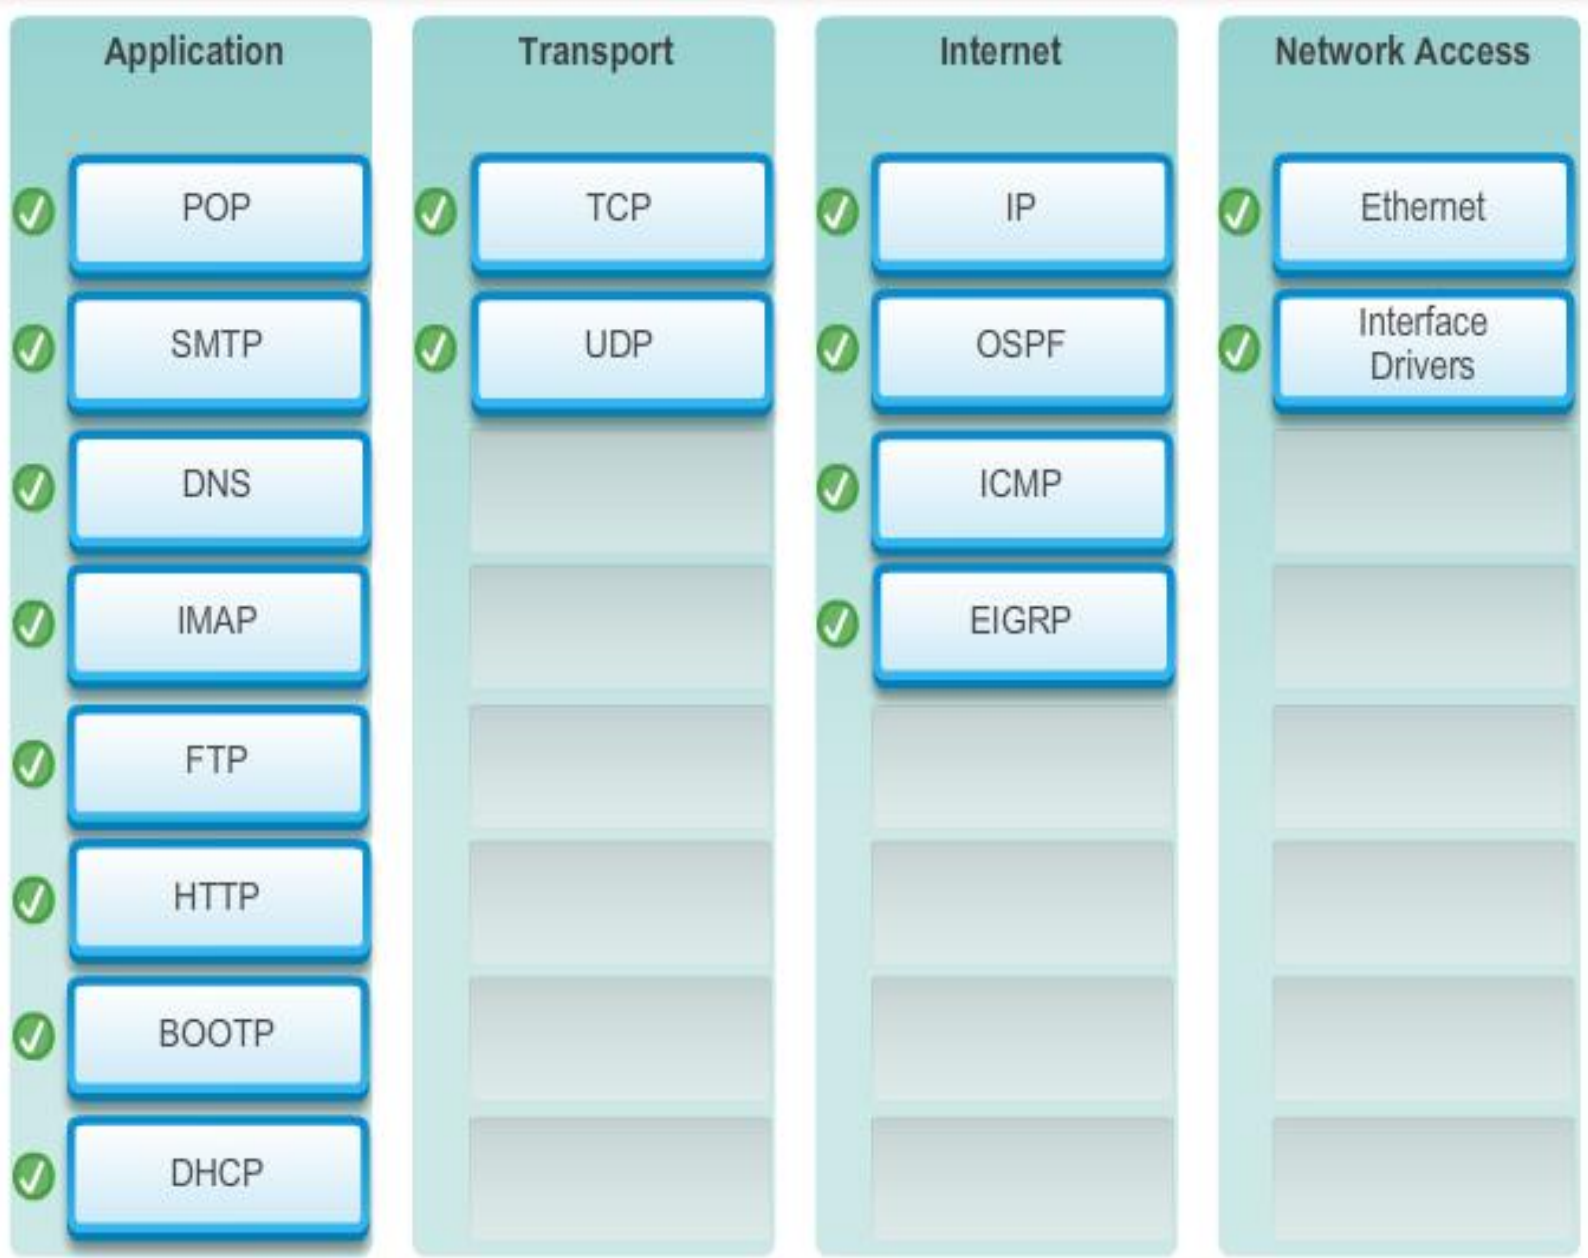 Application
POP
SMTP
DNS
IMAP
FTP
HTTP
BOOTP
DHCP
Transport
TCP
UDP
Internet
IP
OSPF
ICMP
EIGRP
Network Access
Ethernet
Interface
Drivers